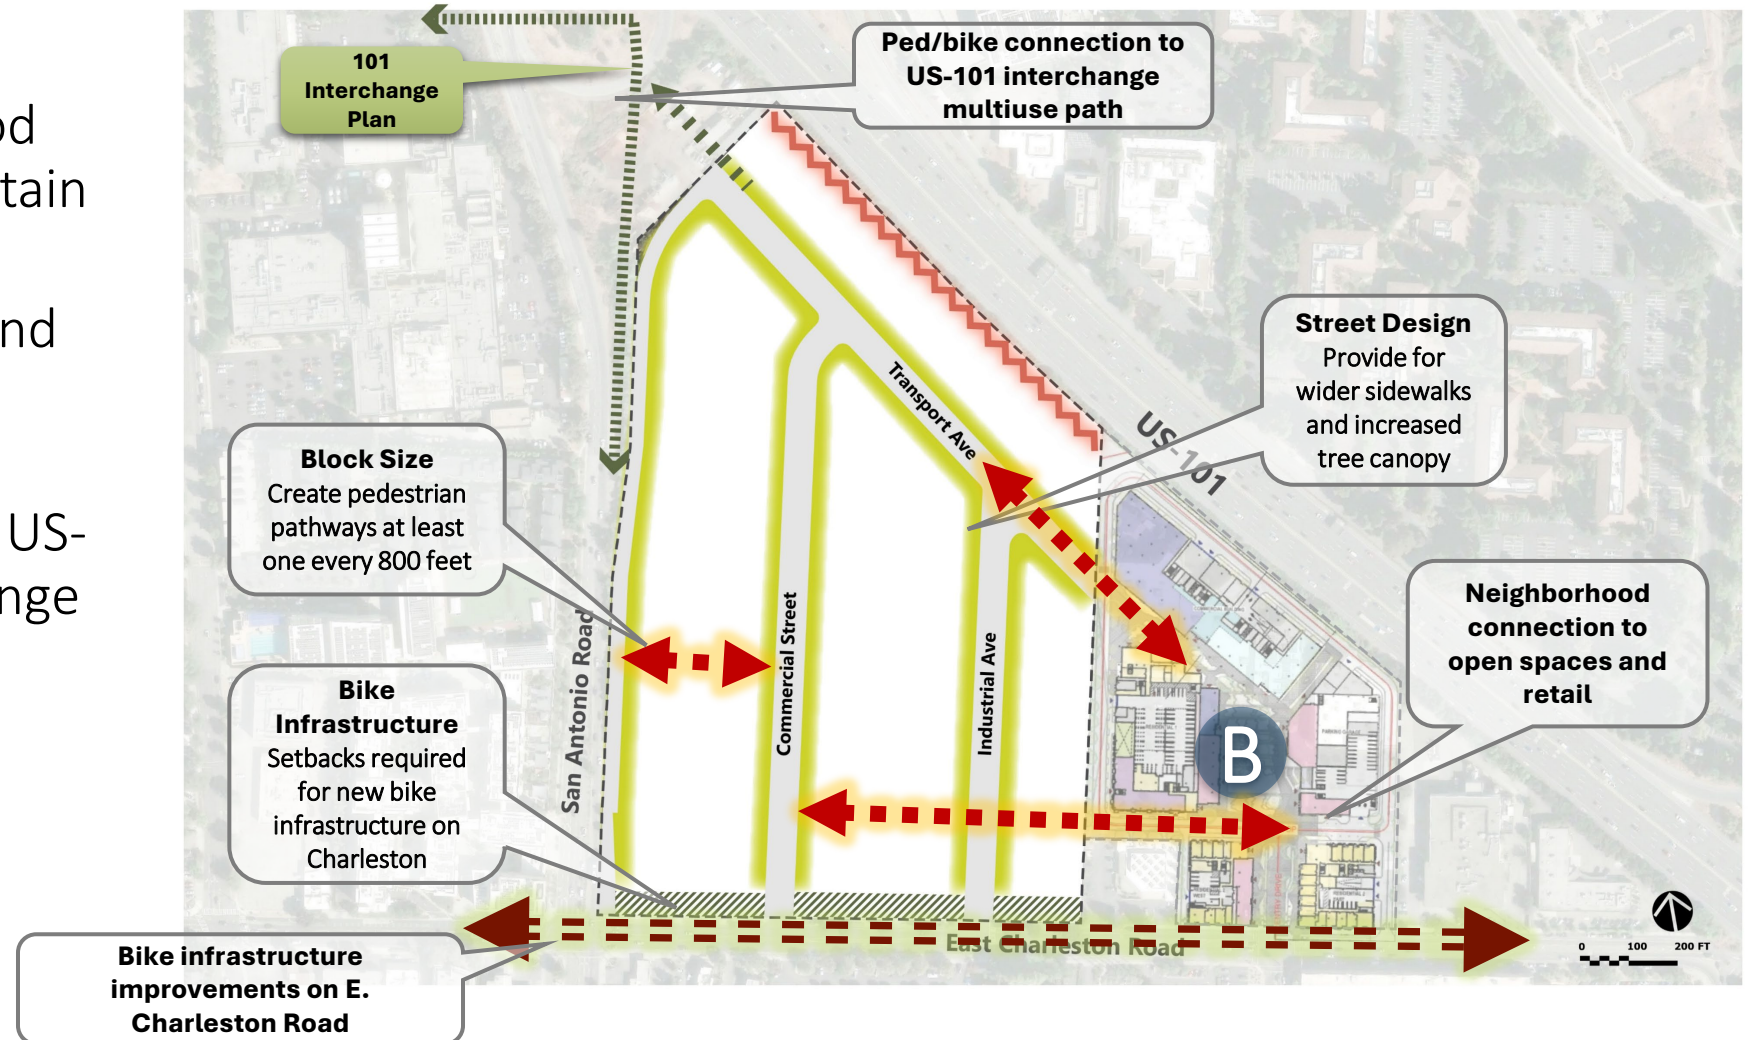 od
tain
nd
US-
nge
101
Interchange
Plan
Ped/bike connection to
US-101 interchange
multiuse path
Street Design
Provide for
wider sidewalks
and increased
tree canopy
US-101
Transport Ave
Block Size
Create pedestrian
pathways at least
one every 800 feet
San Antonio Road
Commercial Street
Industrial Ave
Neighborhood
connection to
open spaces and
retail
Bike
Infrastructure
Setbacks required
for new bike
infrastructure on
Charleston
B
East Charleston Road
0 100 200 FT
Bike infrastructure
improvements on E.
Charleston Road